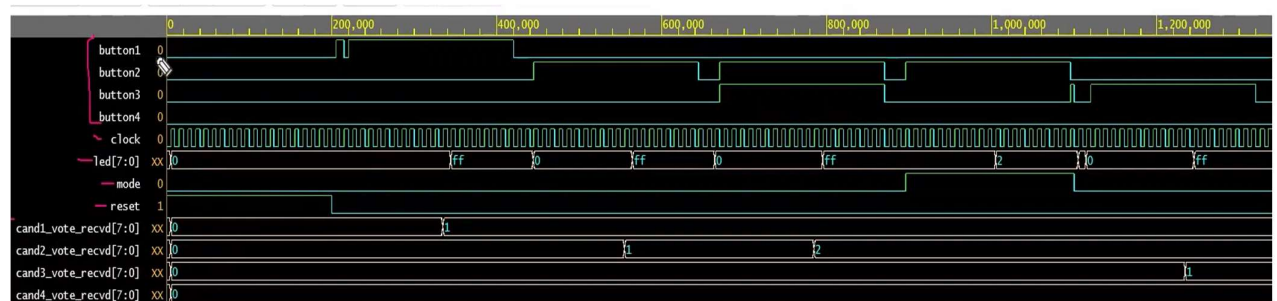 0 200,000 400,000 600,000 800,000 1,000,000 1,200,000
button1 0
button2
button3 0
button4 0
clock 0
led[7:0] xx 0 ff 0 ff 0 ff 2 0 ff
mode 0
reset 1
cand1_vote_recvd[7:0] xx 0 1
cand2_vote_recvd[7:0] xx 0 1 2
cand3_vote_recvd[7:0] xx 0 1
cand4_vote_recvd[7:0] xx 0